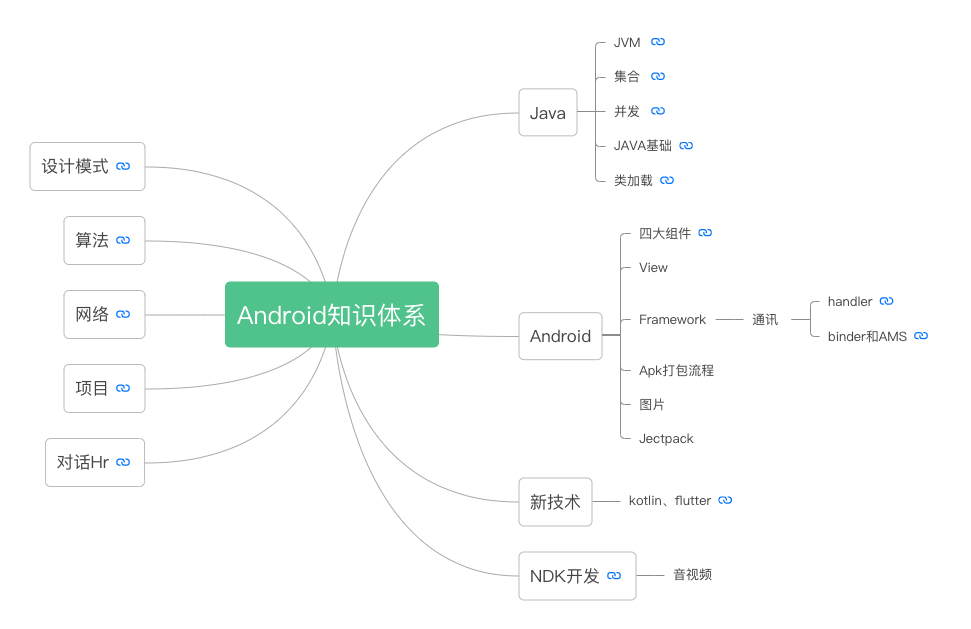 Android知识体系
Java
JVM
集合
并发
JAVA基础
类加载
Android
四大组件
View
Framework
通讯
handler
binder和AMS
Apk打包流程
图片
Jectpack
新技术
kotlin、flutter
NDK开发
音视频
设计模式
算法
网络
项目
对话Hr